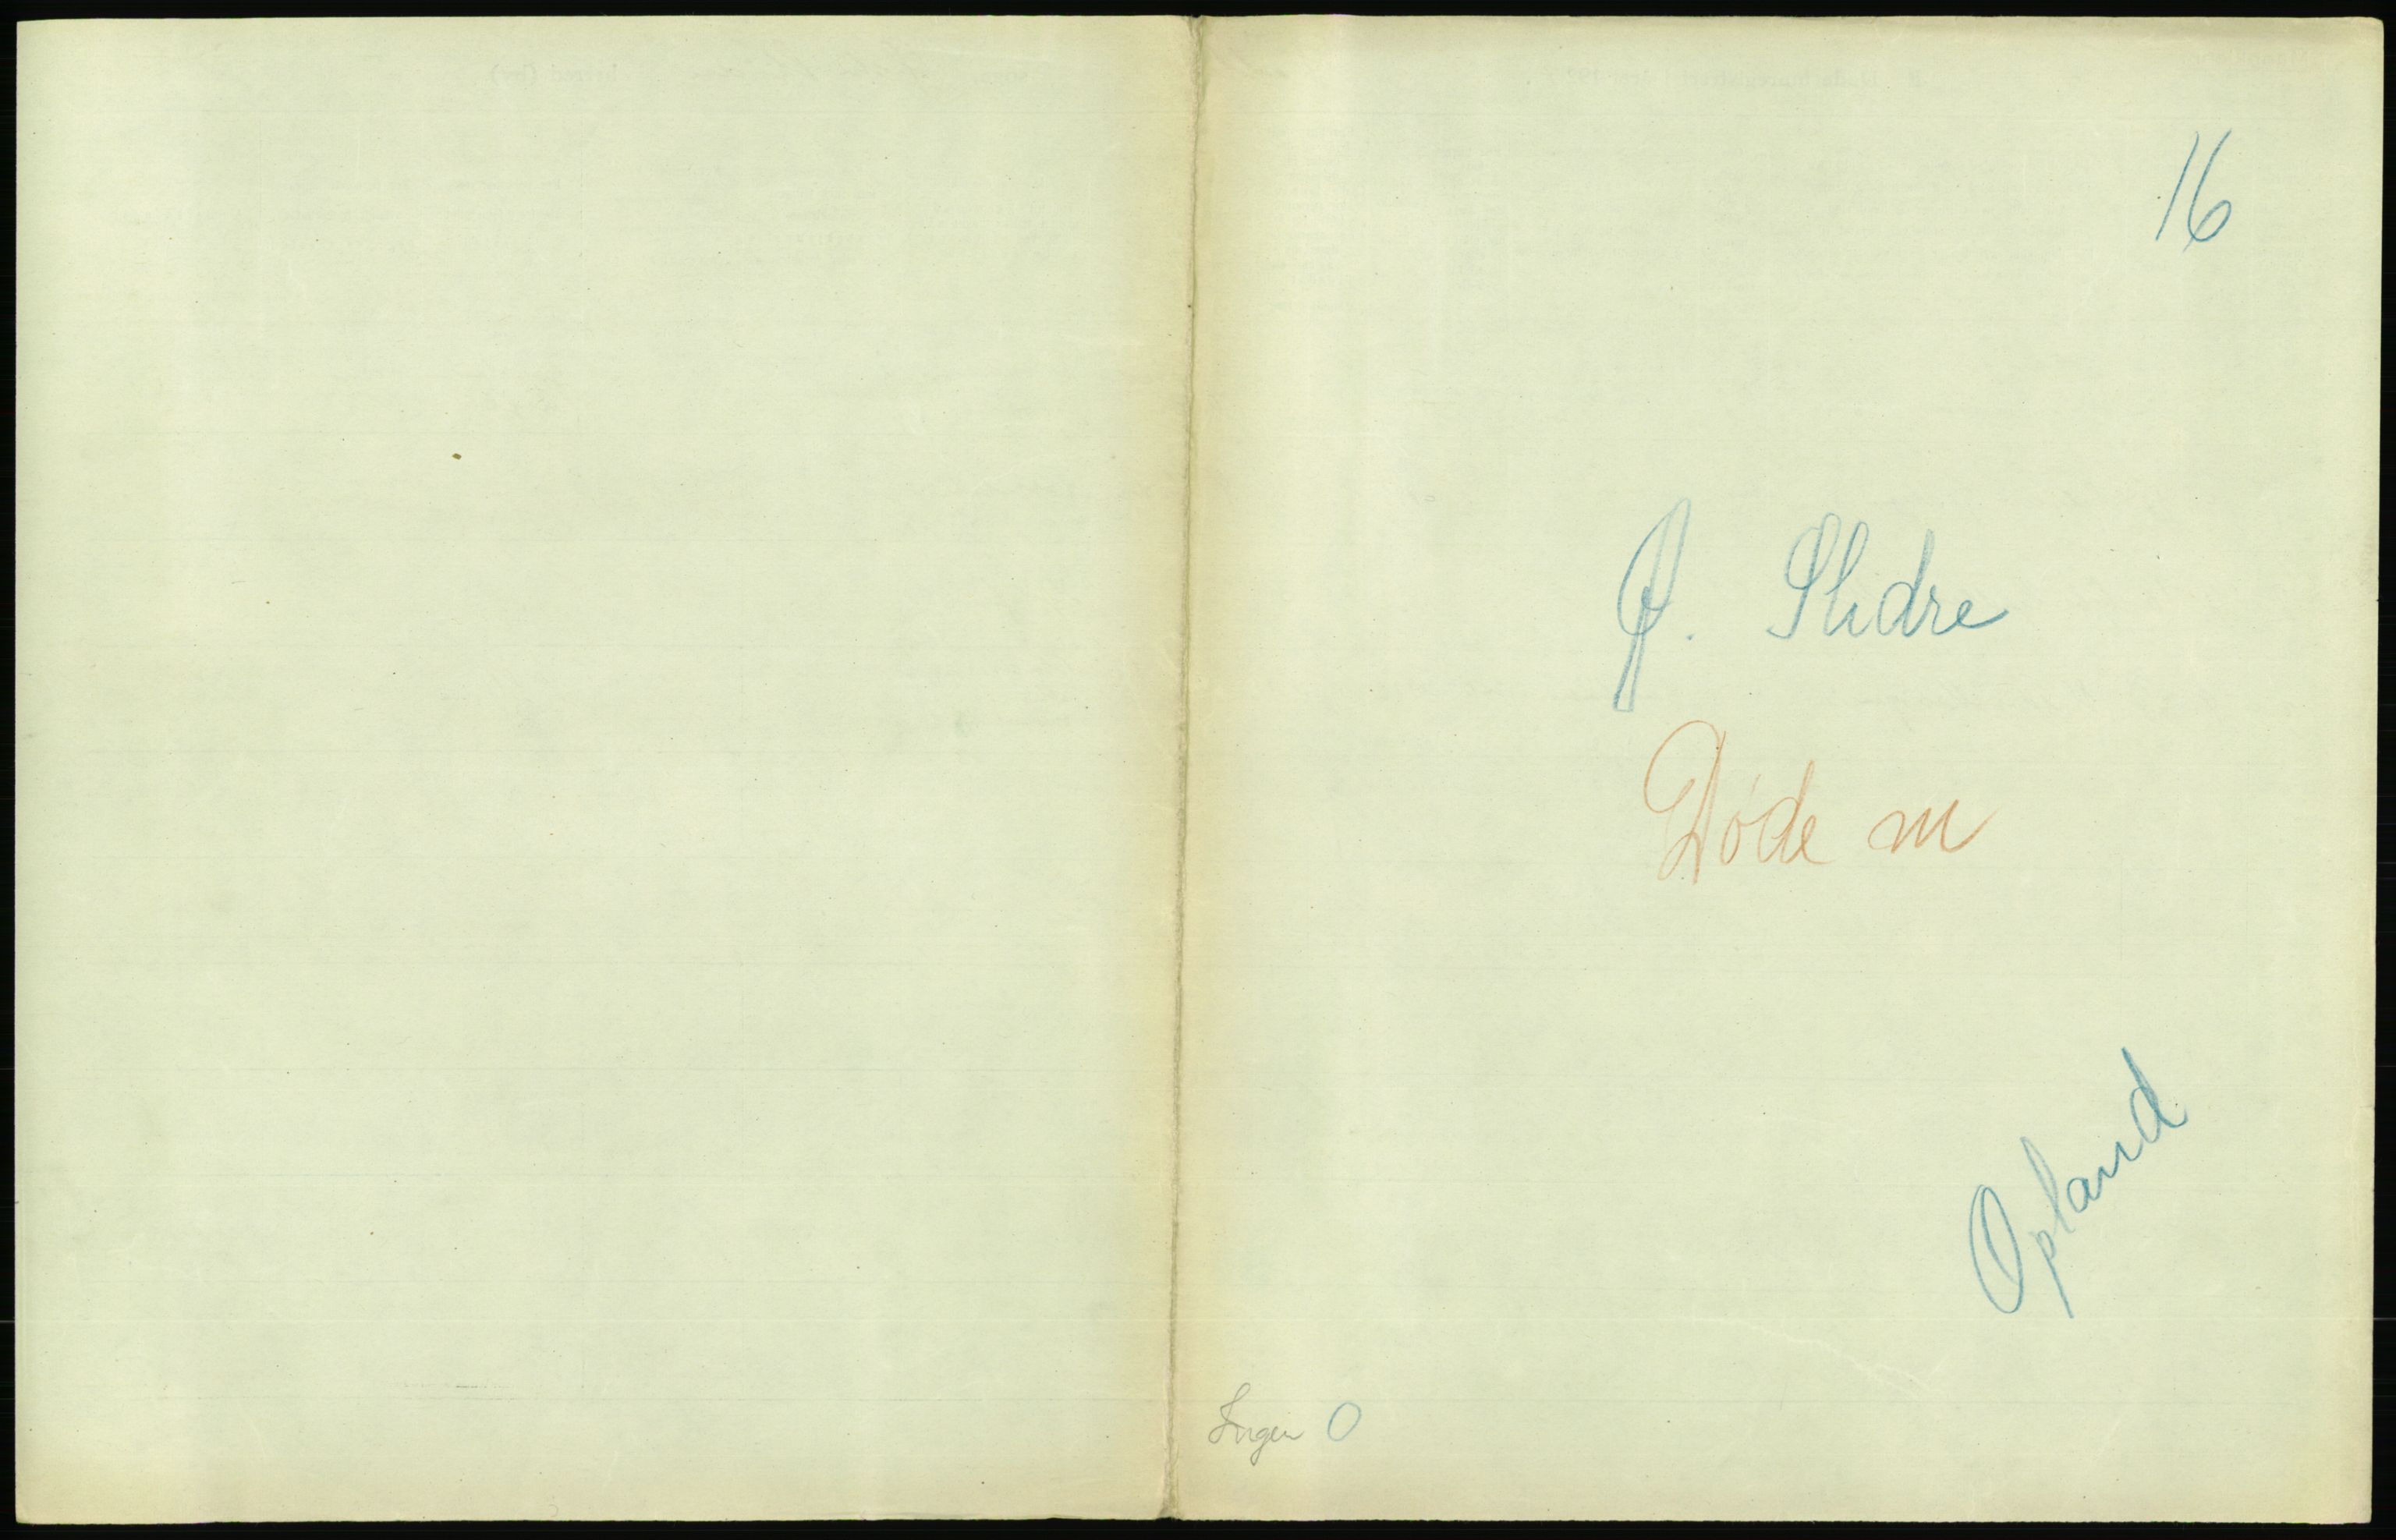 16
Ø. Slidre
Døde m
Opland
Ingen 0